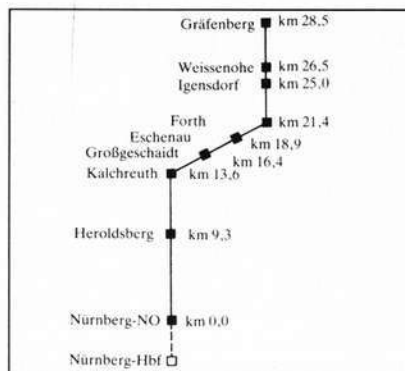 Gräfenberg km 28,5
Weissenohe km 26,5
Igensdorf km 25,0
Forth km 21,4
Eschenau km 18,9
Großgeschaidt km 16,4
Kalchreuth km 13,6
Heroldsberg km 9,3
Nürnberg-NO km 0,0
Nürnberg-Hbf